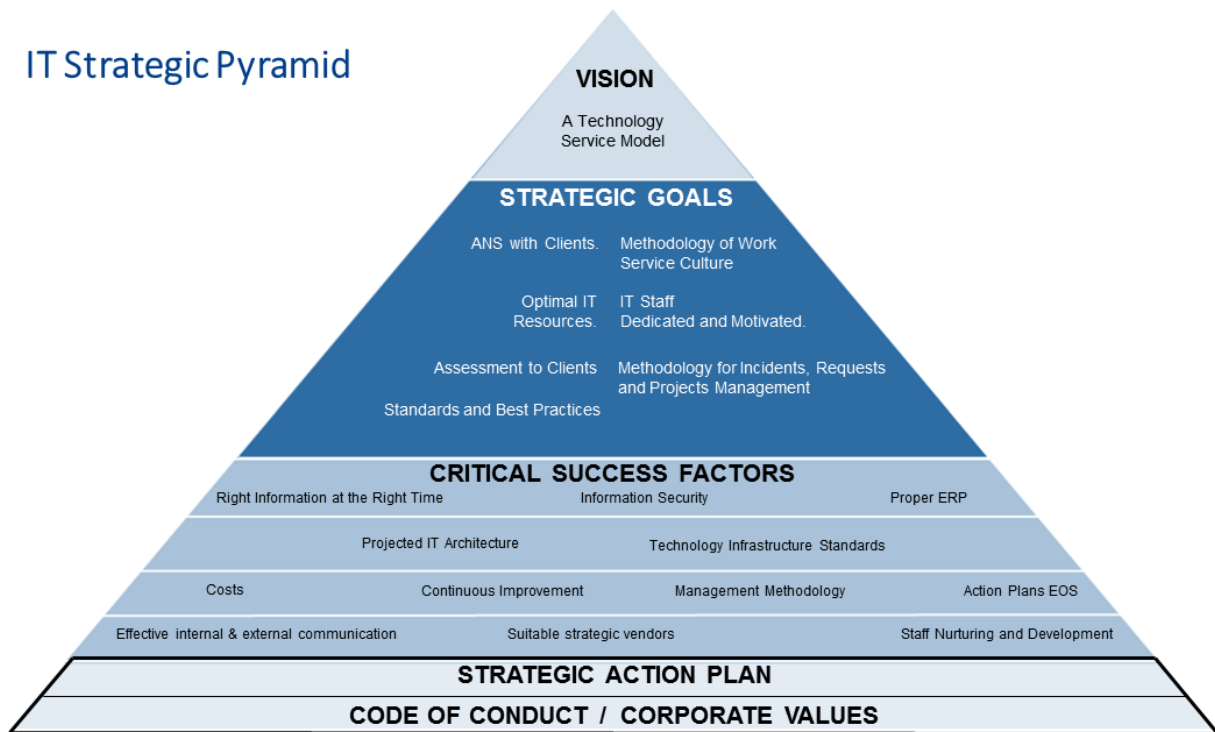 IT Strategic Pyramid
VISION
A Technology
Service Model
STRATEGIC GOALS
ANS with Clients.
Methodology of Work
Service Culture
Optimal IT
Resources.
IT Staff
Dedicated and Motivated.
Assessment to Clients
Methodology for Incidents, Requests
and Projects Management
Standards and Best Practices
CRITICAL SUCCESS FACTORS
Right Information at the Right Time
Information Security
Proper ERP
Projected IT Architecture
Technology Infrastructure Standards
Costs
Continuous Improvement
Management Methodology
Action Plans EOS
Effective internal & external communication
Suitable strategic vendors
Staff Nurturing and Development
STRATEGIC ACTION PLAN
CODE OF CONDUCT / CORPORATE VALUES